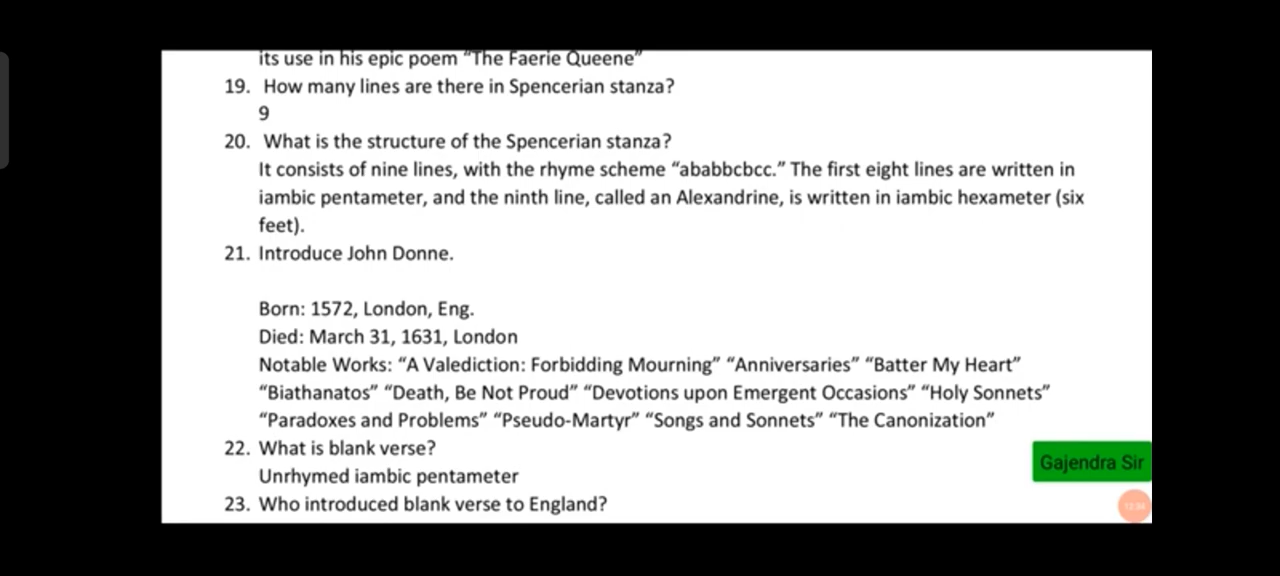 its use in his epic poem “The Faerie Queene”
19. How many lines are there in Spencerian stanza?
9
20. What is the structure of the Spencerian stanza?
It consists of nine lines, with the rhyme scheme “ababbcbcc.” The first eight lines are written in
iambic pentameter, and the ninth line, called an Alexandrine, is written in iambic hexameter (six
feet).
21. Introduce John Donne.
Born: 1572, London, Eng.
Died: March 31, 1631, London
Notable Works: “A Valediction: Forbidding Mourning” “Anniversaries” “Batter My Heart”
“Biathanatos” “Death, Be Not Proud” “Devotions upon Emergent Occasions” “Holy Sonnets”
“Paradoxes and Problems” “Pseudo-Martyr” “Songs and Sonnets” “The Canonization”
22. What is blank verse?
Unrhymed iambic pentameter
Gajendra Sir
23. Who introduced blank verse to England?